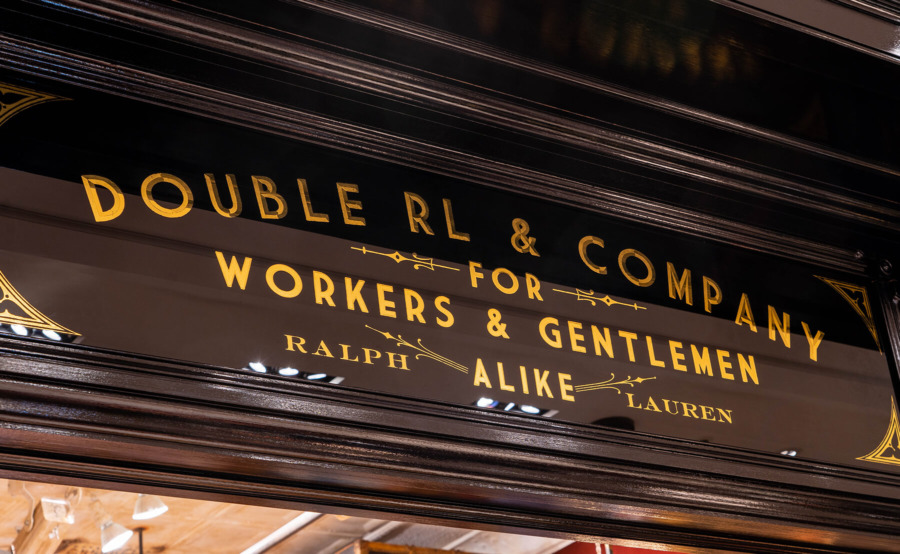 DOUBLE RL & COMPANY
FOR
WORKERS & GENTLEMEN
RALPH ALIKE LAUREN